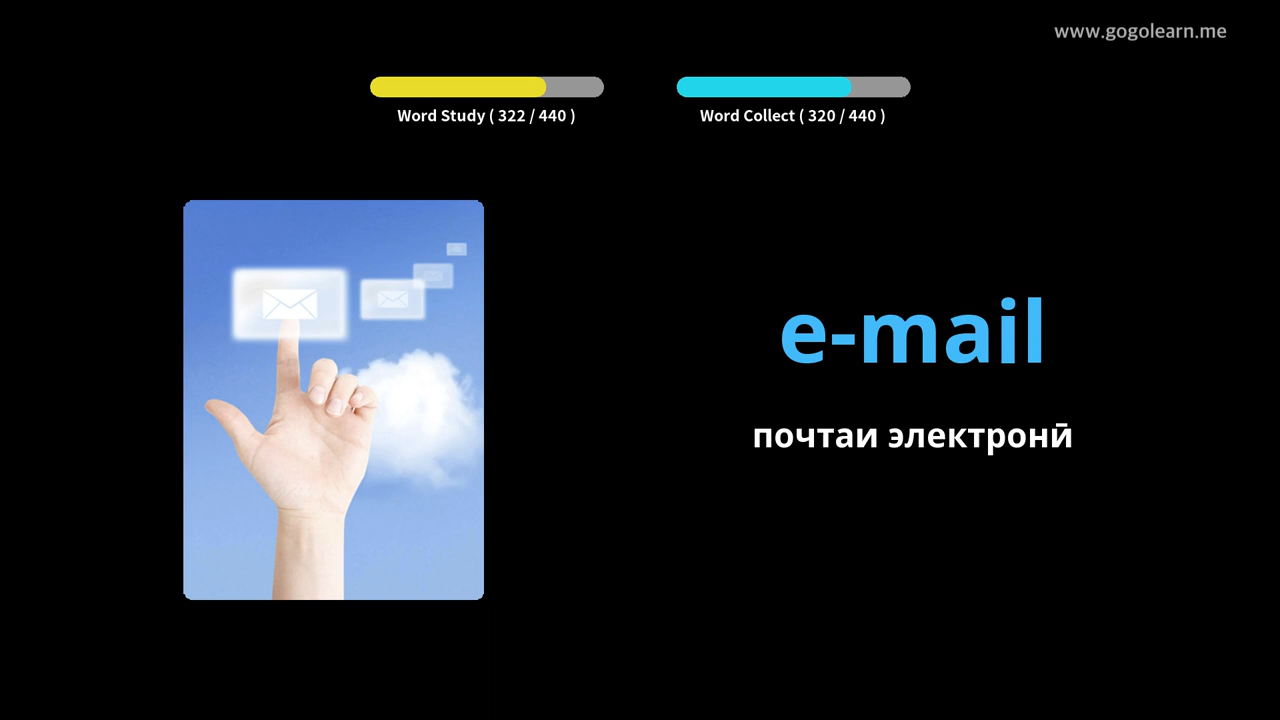 www.gogolearn.me
Word Study ( 322 / 440 )
Word Collect ( 320 / 440 )
e-mail
почтаи электронӣ